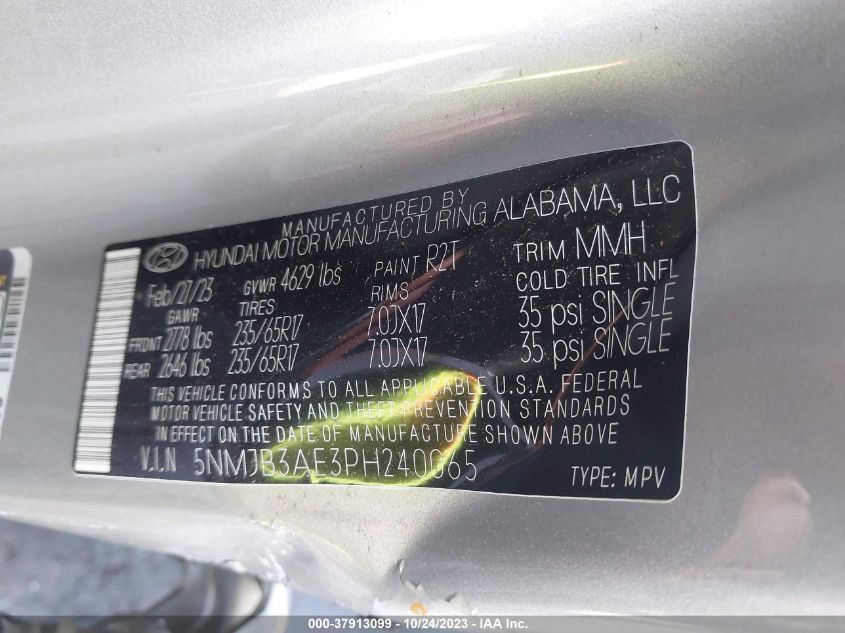 MANUFACTURED BY
HYUNDAI MOTOR MANUFACTURING ALABAMA, LLC
Feb/27/23 GVWR 4629 lbs PAINT R2T TRIM MMH
GAWR TIRES RIMS COLD TIRE INFL
FRONT 2778 lbs 235/65R17 7.0JX17 35 psi SINGLE
REAR 2646 lbs 235/65R17 7.0JX17 35 psi SINGLE
THIS VEHICLE CONFORMS TO ALL APPLICABLE U.S.A. FEDERAL
MOTOR VEHICLE SAFETY AND THEFT PREVENTION STANDARDS
IN EFFECT ON THE DATE OF MANUFACTURE SHOWN ABOVE.
V.I.N 5NMJB3AE3PH240065 TYPE: MPV
000-37913099 - 10/24/2023 - IAAI.com